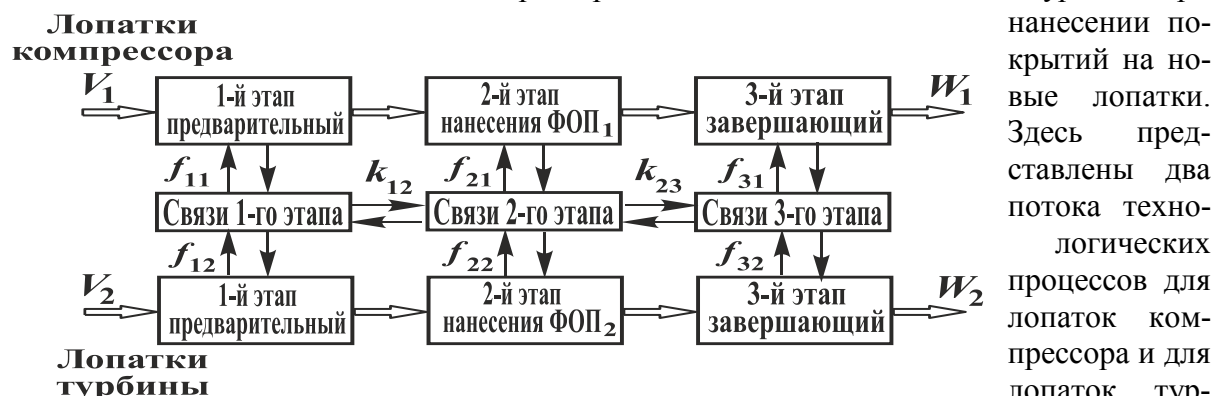 Лопатки
компрессора
V₁
1-й этап
предварительный
2-й этап
нанесения ФОП₁
3-й этап
завершающий
W₁
f₁₁
k₁₂
f₂₁
k₂₃
f₃₁
Связи 1-го этапа
Связи 2-го этапа
Связи 3-го этапа
f₁₂
f₂₂
f₃₂
V₂
1-й этап
предварительный
2-й этап
нанесения ФОП₂
3-й этап
завершающий
W₂
Лопатки
турбины
нанесении по-
крытий на но-
вые лопатки.
Здесь пред-
ставлены два
потока техно-
логических
процессов для
лопаток ком-
прессора и для
лопаток тур-